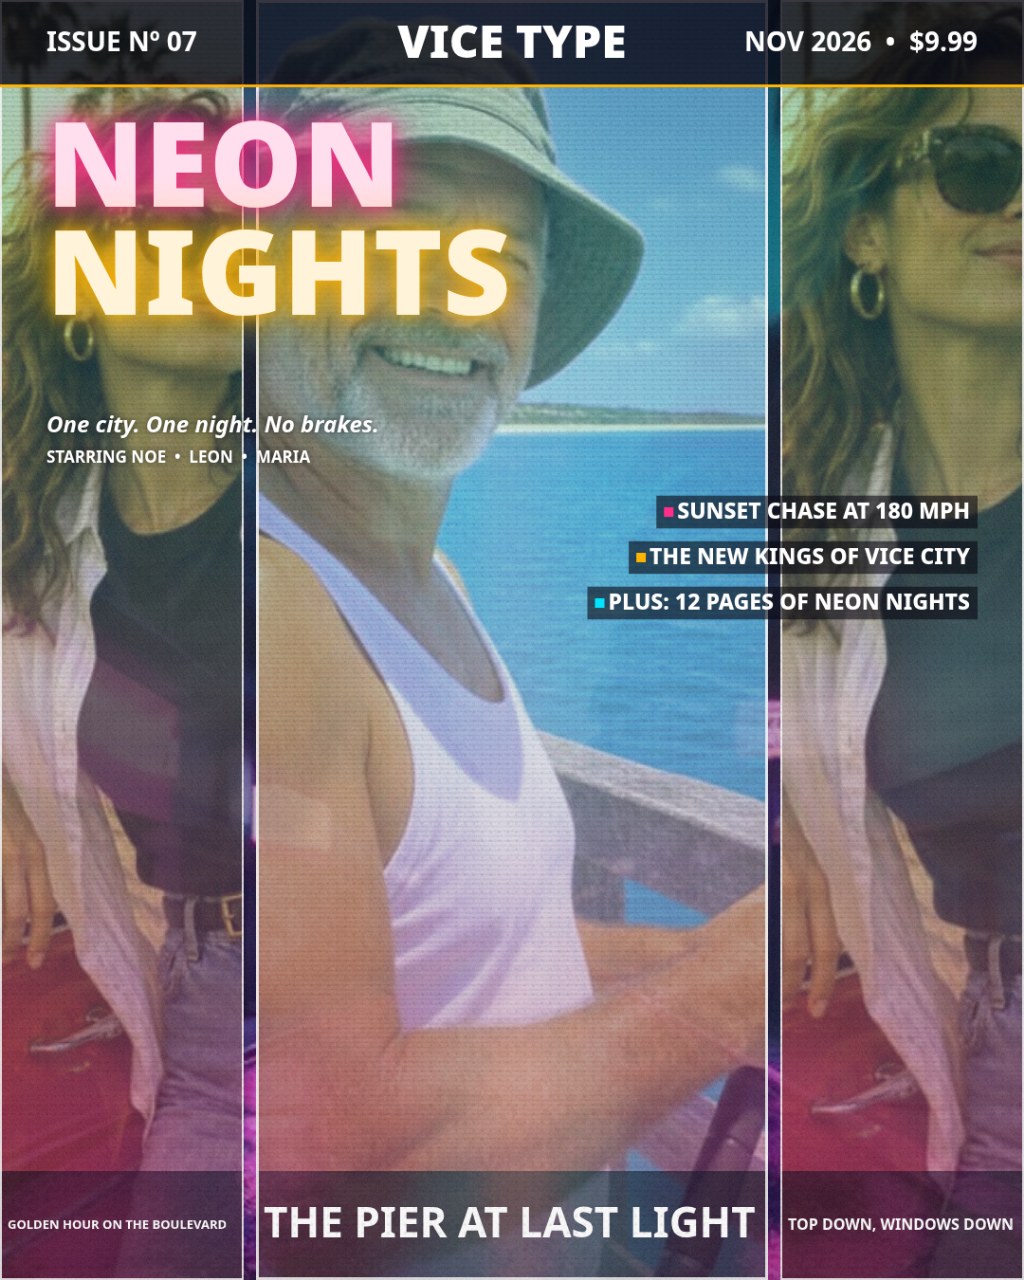 ISSUE Nº 07
VICE TYPE
NOV 2026 • $9.99
NEON
NIGHTS
One city. One night. No brakes.
STARRING NOE • LEON • MARIA
SUNSET CHASE AT 180 MPH
THE NEW KINGS OF VICE CITY
PLUS: 12 PAGES OF NEON NIGHTS
GOLDEN HOUR ON THE BOULEVARD
THE PIER AT LAST LIGHT
TOP DOWN, WINDOWS DOWN